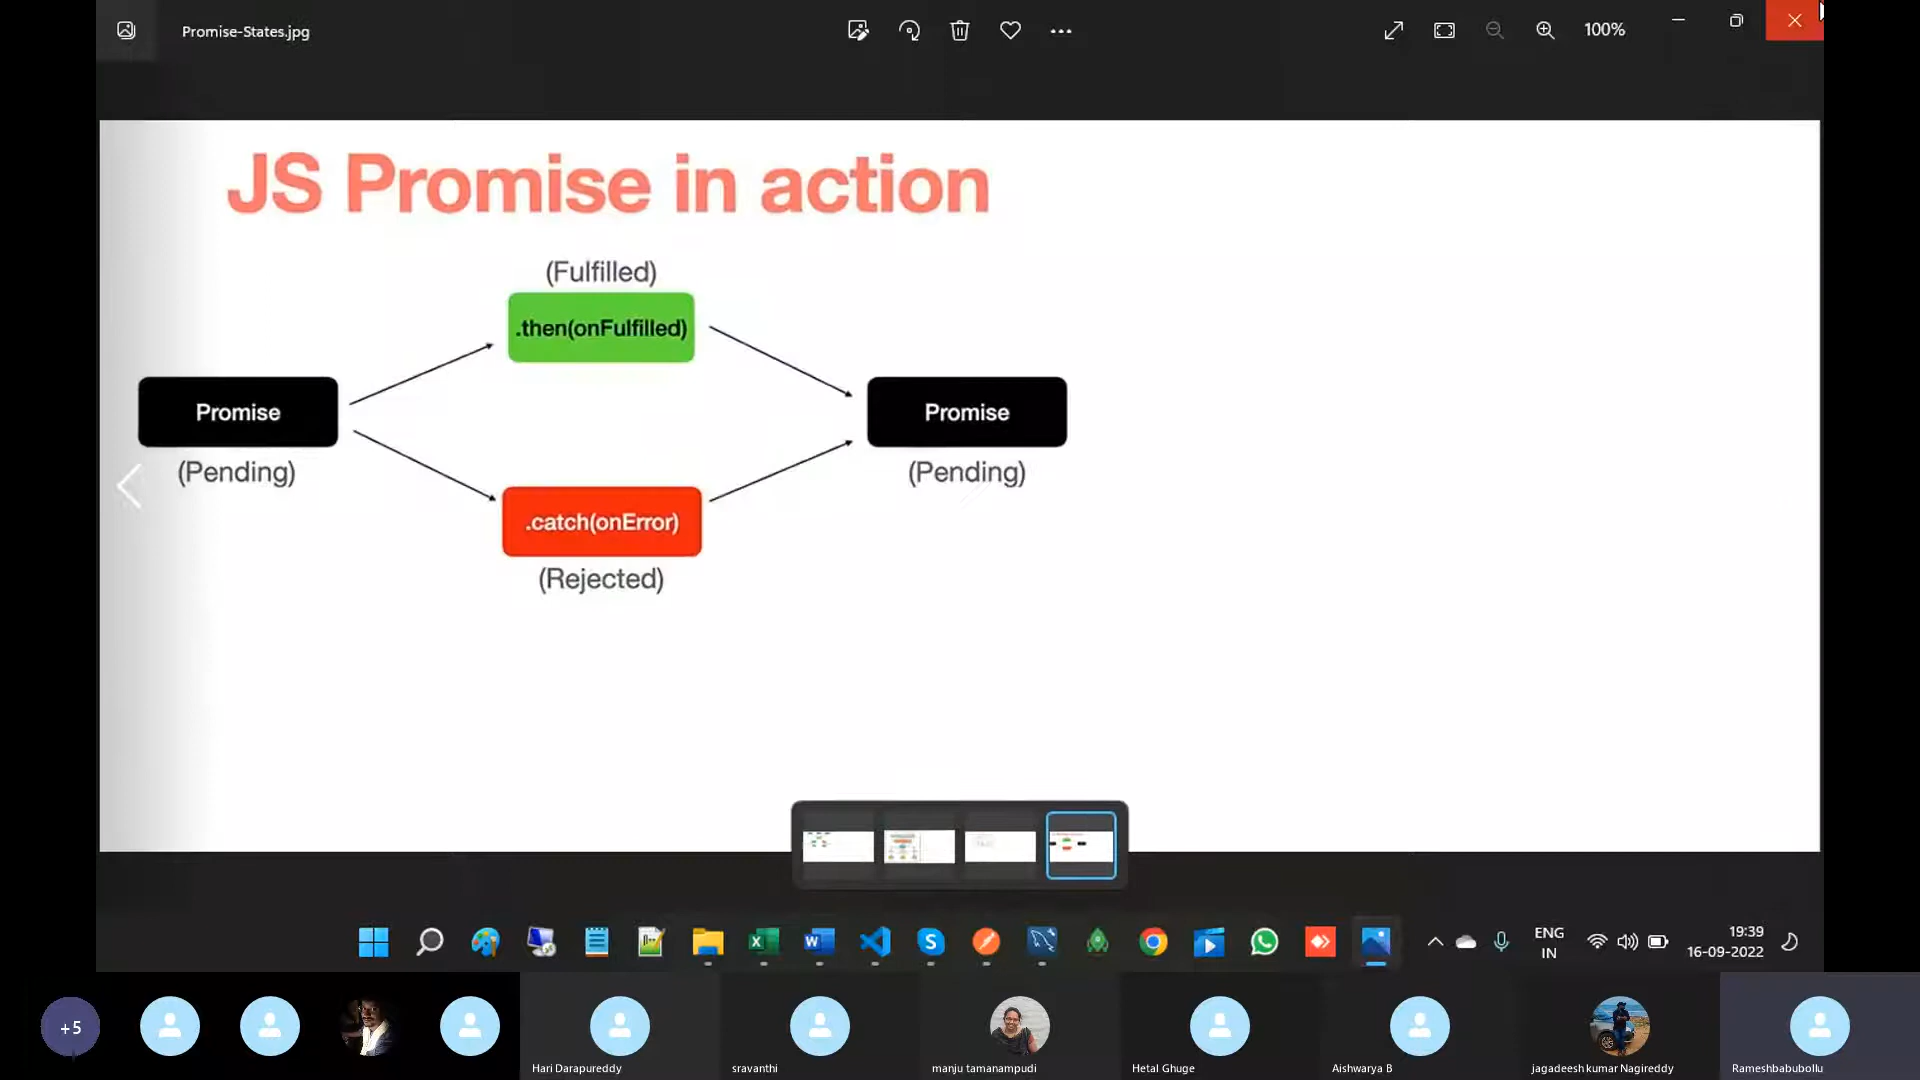 Promise-States.jpg
100%
JS Promise in action
(Fulfilled)
.then(onFulfilled)
Promise
Promise
(Pending)
(Pending)
.catch(onError)
(Rejected)
ENG
IN
19:39
16-09-2022
+5
Hari Darapureddy
sravanthi
manju tamanampudi
Hetal Ghuge
Aishwarya B
jagadeesh kumar Nagireddy
Rameshbabubollu